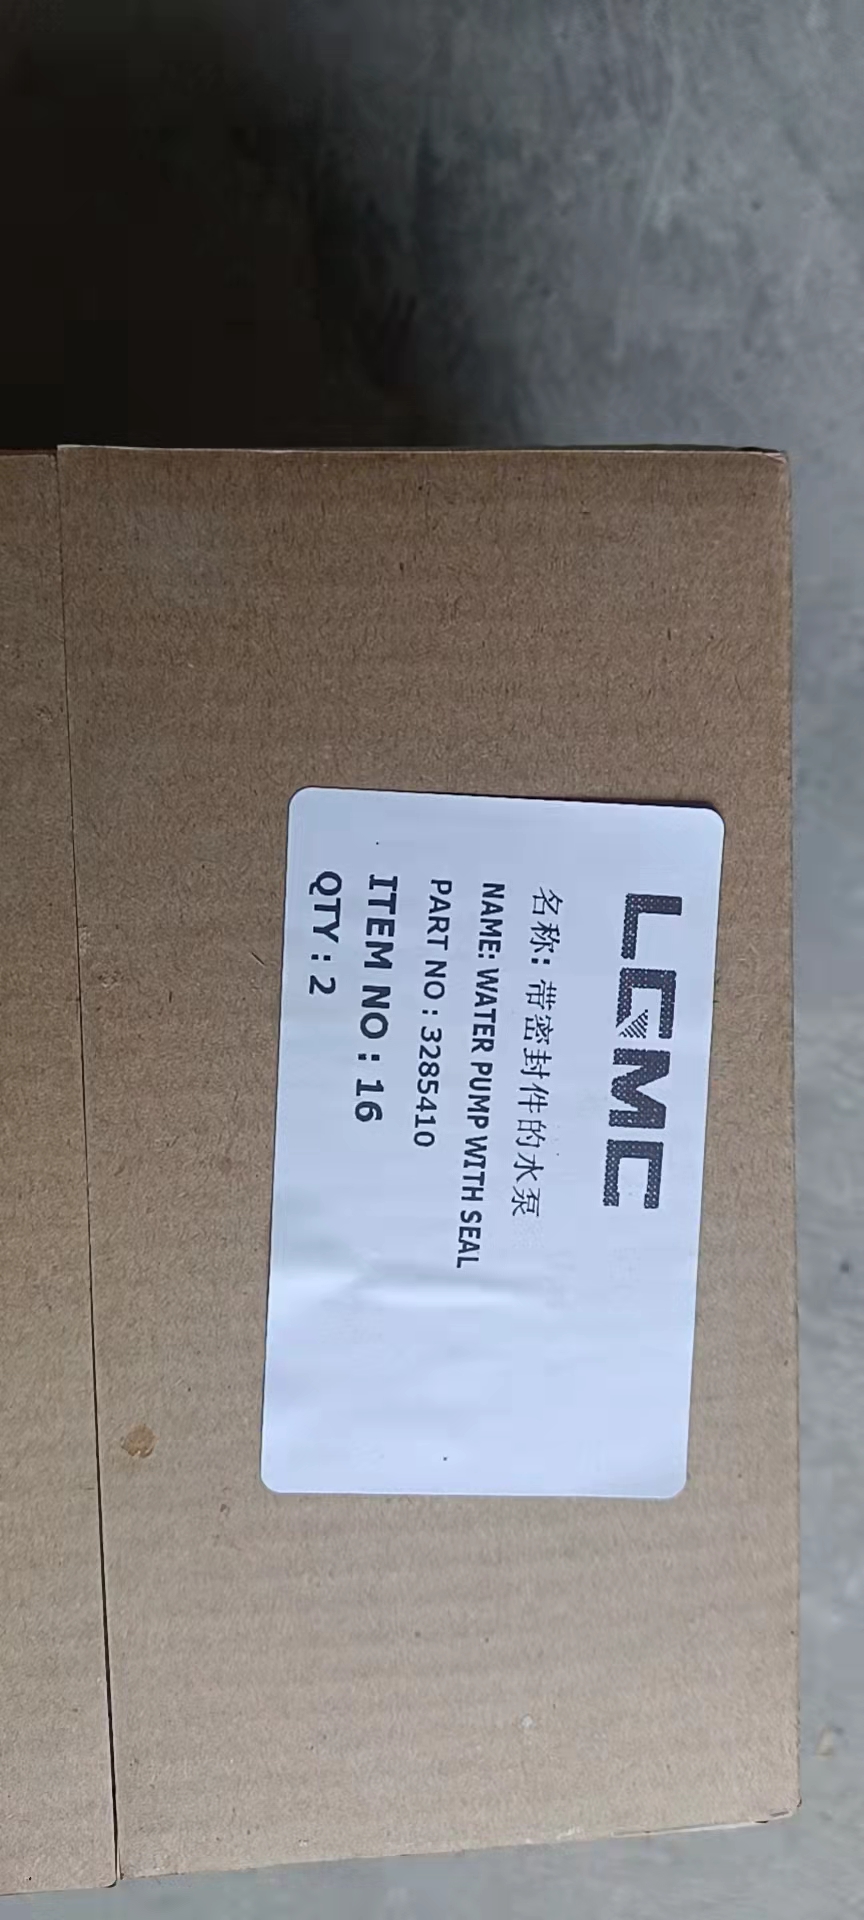 LGMC
名称: 带密封件的水泵
NAME: WATER PUMP WITH SEAL
PART NO : 3285410
ITEM NO : 16
QTY : 2